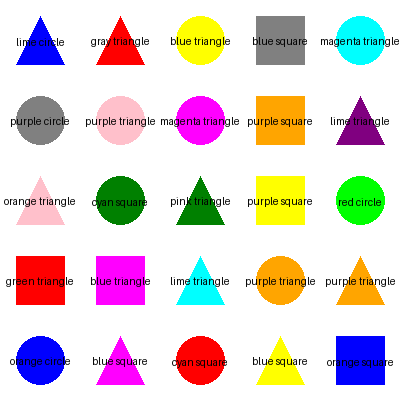 lime circle gray triangle blue triangle blue square magenta triangle
purple circle purple triangle magenta triangle purple square lime triangle
orange triangle cyan square pink triangle purple square red circle
green triangle blue triangle lime triangle purple triangle purple triangle
orange circle blue square cyan square blue square orange square